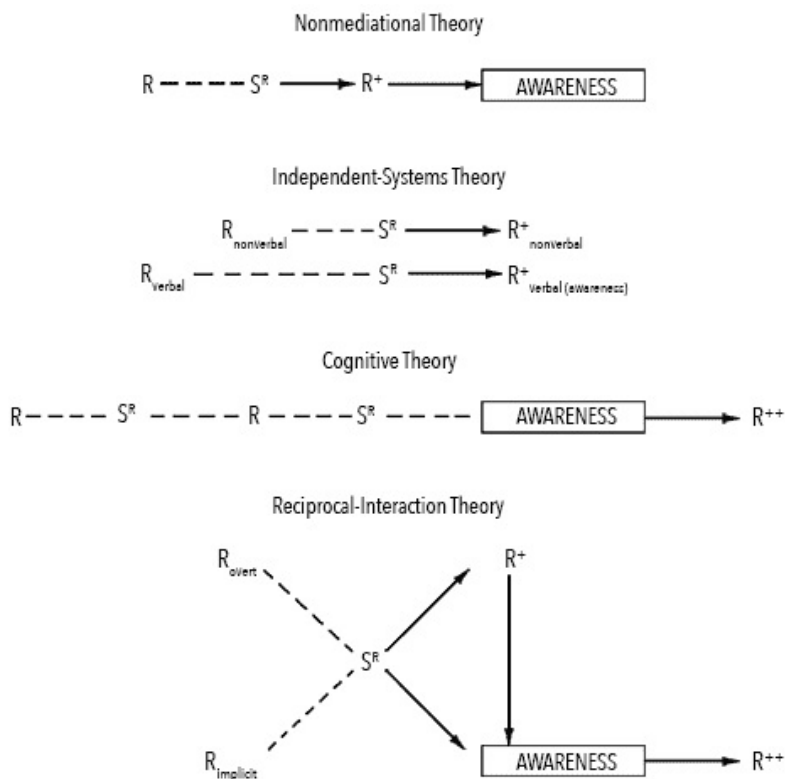 Nonmediational Theory
R S^R R^+ AWARENESS
Independent-Systems Theory
R_nonverbal S^R R^+_nonverbal
R_verbal S^R R^+_verbal (awareness)
Cognitive Theory
R S^R R S^R AWARENESS R^++
Reciprocal-Interaction Theory
R_overt R^+
S^R
R_implicit AWARENESS R^++